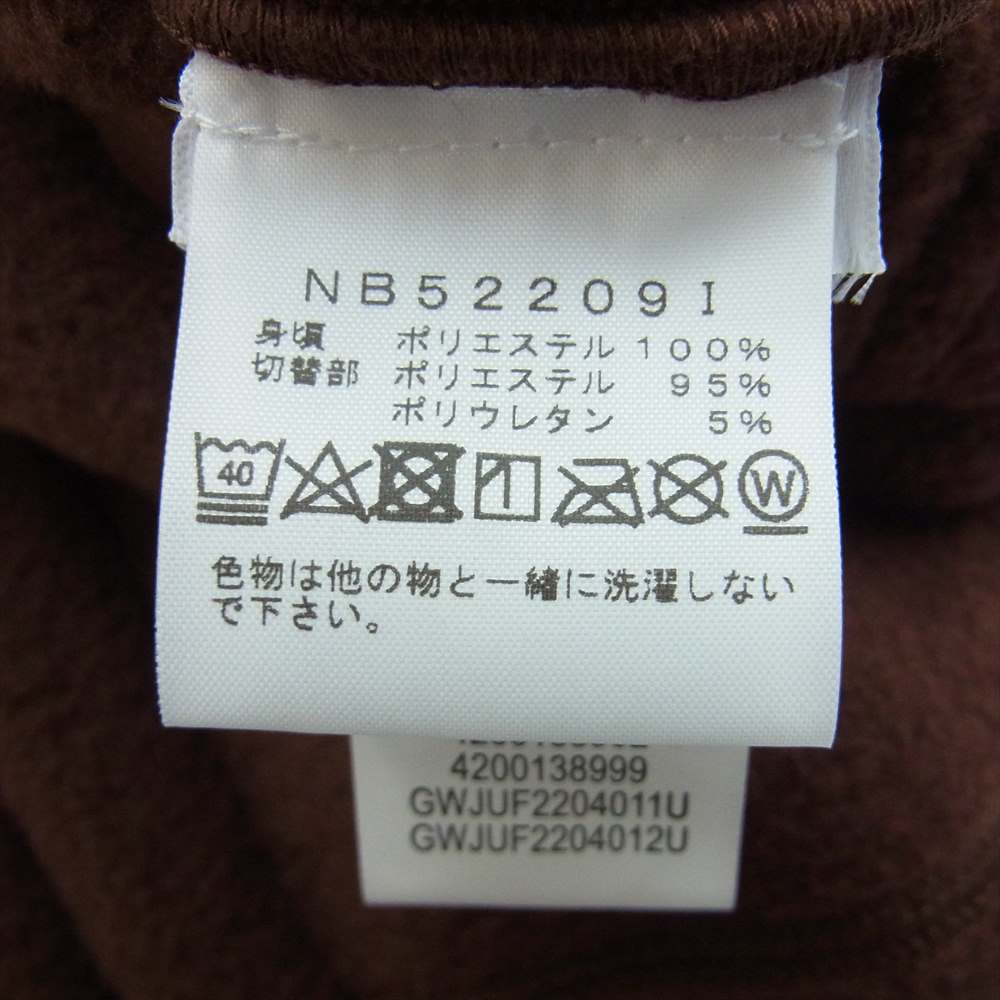 NB52209I
身頃 ポリエステル 100%
切替部 ポリエステル 95%
ポリウレタン 5%
40
W
色物は他の物と一緒に洗濯しない
で下さい。
4200138999
GWJUF2204011U
GWJUF2204012U